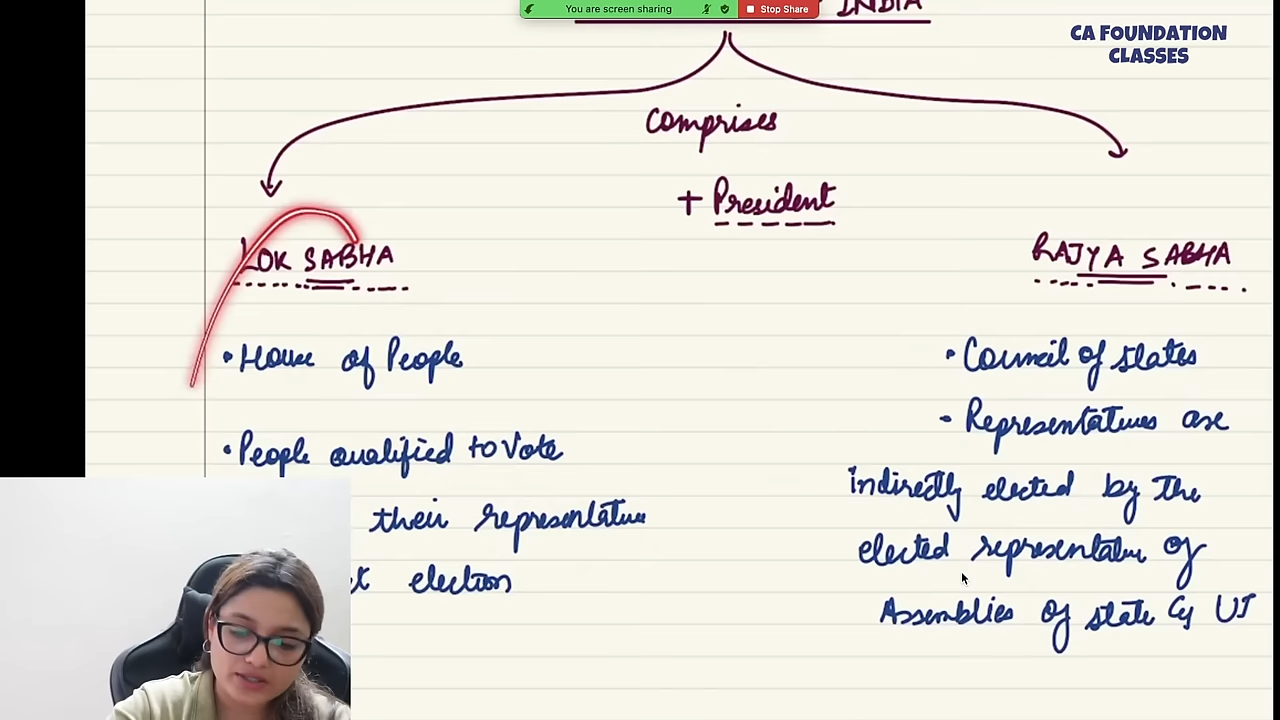 You are screen sharing
Stop Share
INDIA
CA FOUNDATION
CLASSES
Comprises
+ President
LOK SABHA
RAJYA SABHA
• House of People
• Council of states
- Representatives are
• People qualified to Vote
Indirectly elected by the
their representative
elected representative of
election
Assemblies of state & UT